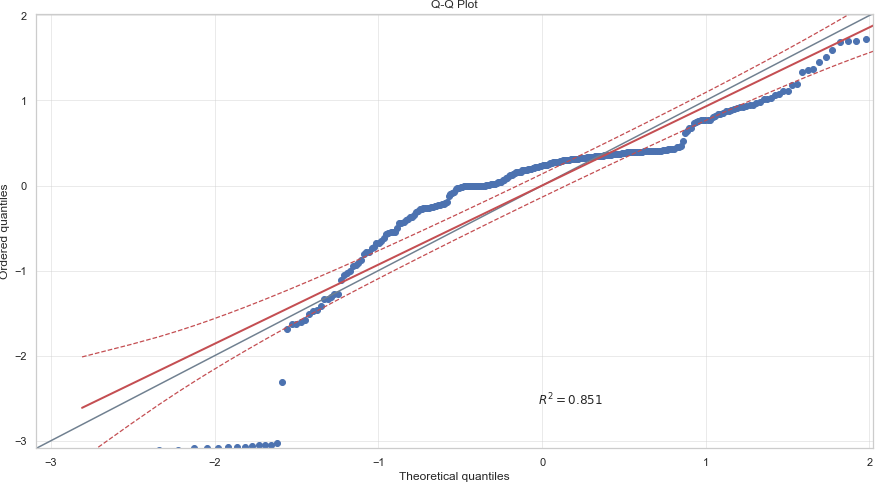 Q-Q Plot
2
1
0
−1
−2
−3
Ordered quantiles
R² = 0.851
−3 −2 −1 0 1 2
Theoretical quantiles